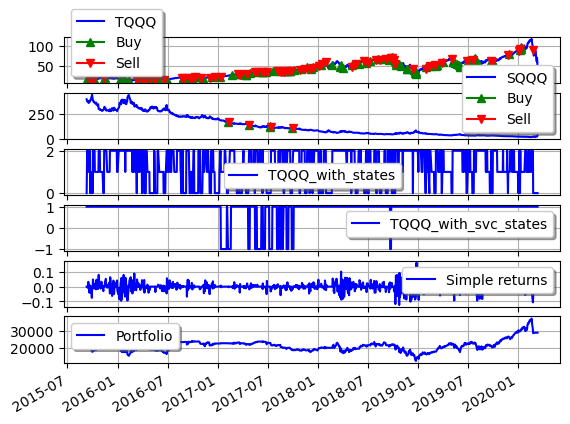 TQQQ
Buy
Sell
100
50
SQQQ
Buy
Sell
250
0
2
0
TQQQ_with_states
1
−1
TQQQ_with_svc_states
0.1
0.0
−0.1
Simple returns
30000
20000
Portfolio
2015-07
2016-01
2016-07
2017-01
2017-07
2018-01
2018-07
2019-01
2019-07
2020-01